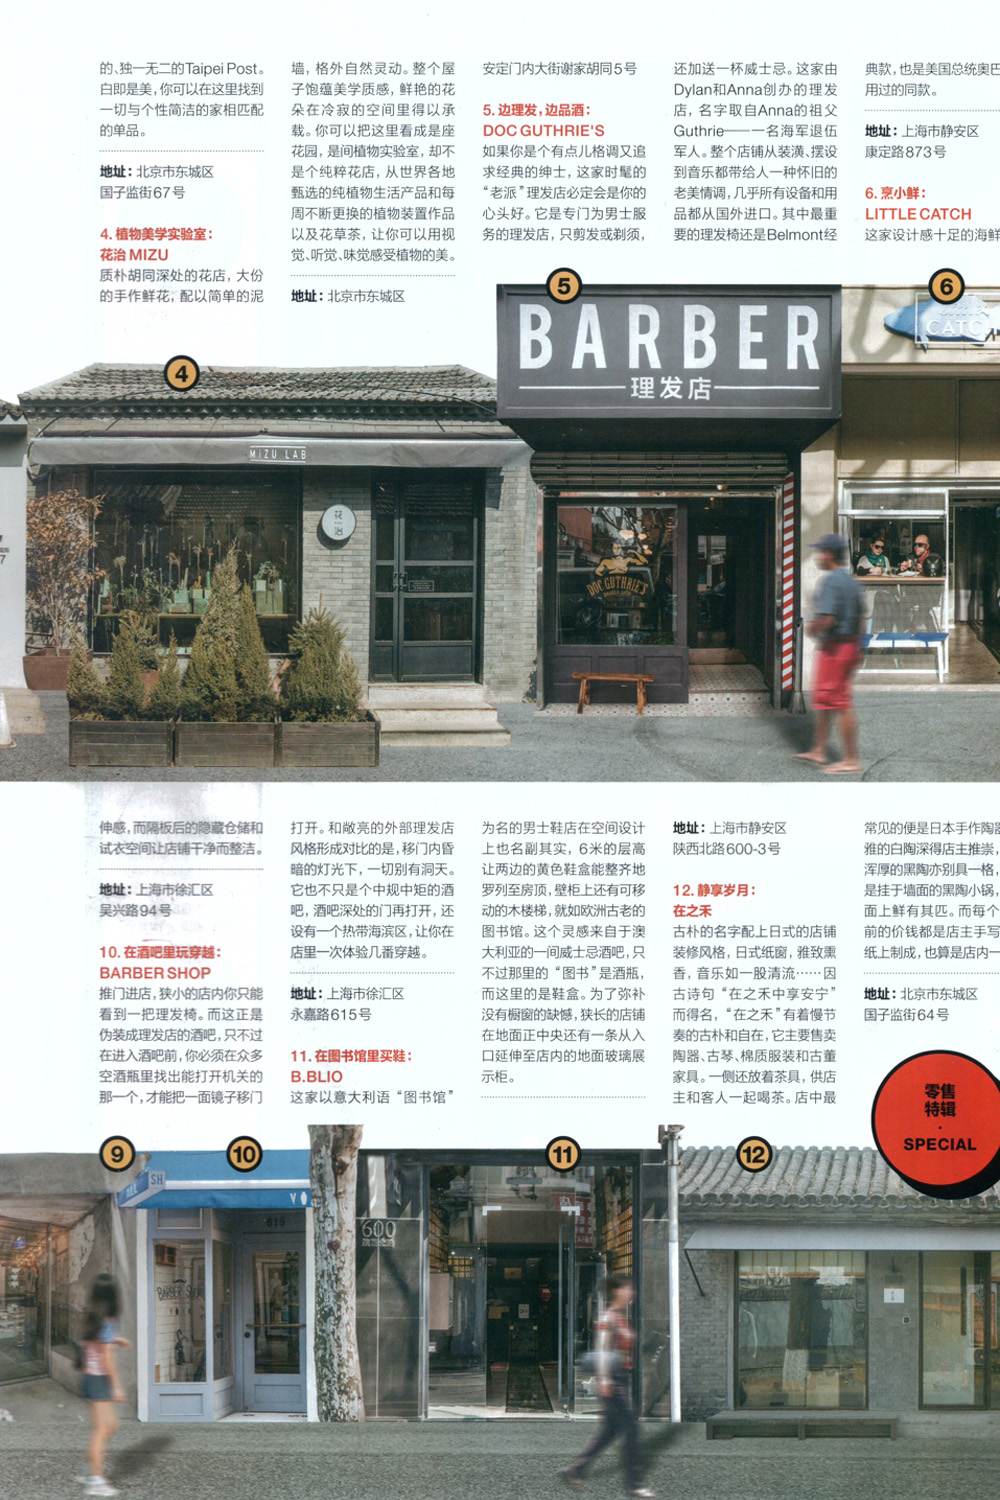 的、独一无二的Taipei Post。
白即是美，你可以在这里找到
一切与个性简洁的家相匹配
的单品。
地址：北京市东城区
国子监街67号
4. 植物美学实验室：
花治 MIZU
质朴胡同深处的花店，大份
的手作鲜花，配以简单的泥
墙，格外自然灵动。整个屋
子饱蕴美学质感，鲜艳的花
朵在冷寂的空间里得以承
载。你可以把这里看成是座
花园，是间植物实验室，却不
是个纯粹花店，从世界各地
甄选的纯植物生活产品和每
周不断更换的植物装置作品
以及花草茶，让你可以用视
觉、听觉、味觉感受植物的美。
地址：北京市东城区
安定门内大街谢家胡同5号
5. 边理发，边品酒：
DOC GUTHRIE'S
如果你是个有点儿格调又追
求经典的绅士，这家时髦的
“老派”理发店必定会是你的
心头好。它是专门为男士服
务的理发店，只剪发或剃须，
还加送一杯威士忌。这家由
Dylan和Anna创办的理发
店，名字取自Anna的祖父
Guthrie——一名海军退伍
军人。整个店铺从装潢、摆设
到音乐都带给人一种怀旧的
老美情调，几乎所有设备和用
品都从国外进口。其中最重
要的理发椅还是Belmont经
典款，也是美国总统奥巴
用过的同款。
地址：上海市静安区
康定路873号
6. 烹小鲜：
LITTLE CATCH
这家设计感十足的海鲜
4
5
6
BARBER
理发店
CATC
MIZU LAB
花治
DOC GUTHRIE'S
7
伸感，而隔板后的隐藏仓储和
试衣空间让店铺干净而整洁。
地址：上海市徐汇区
吴兴路94号
10. 在酒吧里玩穿越：
BARBER SHOP
推门进店，狭小的店内你只能
看到一把理发椅。而这正是
伪装成理发店的酒吧，只不过
在进入酒吧前，你必须在众多
空酒瓶里找出能打开机关的
那一个，才能把一面镜子移门
打开。和敞亮的外部理发店
风格形成对比的是，移门内昏
暗的灯光下，一切别有洞天。
它也不只是个中规中矩的酒
吧，酒吧深处的门再打开，还
设有一个热带海滨区，让你在
店里一次体验几番穿越。
地址：上海市徐汇区
永嘉路615号
11. 在图书馆里买鞋：
B.BLIO
这家以意大利语“图书馆”
为名的男士鞋店在空间设计
上也名副其实，6米的层高
让两边的黄色鞋盒能整齐地
罗列至房顶，壁柜上还有可移
动的木楼梯，就如欧洲古老的
图书馆。这个灵感来自于澳
大利亚的一间威士忌酒吧，只
不过那里的“图书”是酒瓶，
而这里的是鞋盒。为了弥补
没有橱窗的缺憾，狭长的店铺
在地面正中央还有一条从入
口延伸至店内的地面玻璃展
示柜。
地址：上海市静安区
陕西北路600-3号
12. 静享岁月：
在之禾
古朴的名字配上日式的店铺
装修风格，日式纸窗，雅致熏
香，音乐如一股清流……因
古诗句“在之禾中享安宁”
而得名，“在之禾”有着慢节
奏的古朴和自在，它主要售卖
陶器、古琴、棉质服装和古董
家具。一侧还放着茶具，供店
主和客人一起喝茶。店中最
常见的便是日本手作陶器
雅的白陶深得店主推崇，
浑厚的黑陶亦别具一格，
是挂于墙面的黑陶小锅，
面上鲜有其匹。而每个
前的价钱都是店主手写
纸上制成，也算是店内一
地址：北京市东城区
国子监街64号
零售
特辑
·
SPECIAL
9
10
11
12
SH
615
BARBER SHOP
600